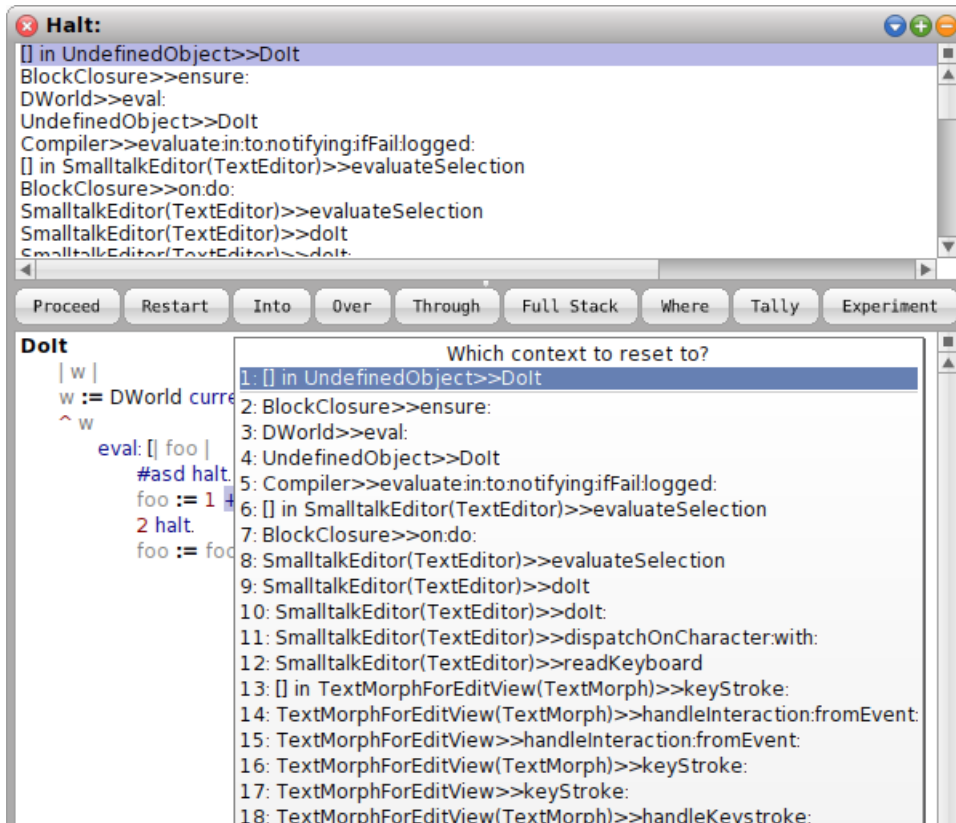 Halt:
[] in UndefinedObject>>DoIt
BlockClosure>>ensure:
DWorld>>eval:
UndefinedObject>>DoIt
Compiler>>evaluate:in:to:notifying:ifFail:logged:
[] in SmalltalkEditor(TextEditor)>>evaluateSelection
BlockClosure>>on:do:
SmalltalkEditor(TextEditor)>>evaluateSelection
SmalltalkEditor(TextEditor)>>doIt
SmalltalkEditor(TextEditor)>>doIt:
Proceed Restart Into Over Through Full Stack Where Tally Experiment
DoIt
| w |
w := DWorld curre
^ w
eval: [| foo |
#asd halt.
foo := 1 +
2 halt.
foo := foo
Which context to reset to?
1: [] in UndefinedObject>>DoIt
2: BlockClosure>>ensure:
3: DWorld>>eval:
4: UndefinedObject>>DoIt
5: Compiler>>evaluate:in:to:notifying:ifFail:logged:
6: [] in SmalltalkEditor(TextEditor)>>evaluateSelection
7: BlockClosure>>on:do:
8: SmalltalkEditor(TextEditor)>>evaluateSelection
9: SmalltalkEditor(TextEditor)>>doIt
10: SmalltalkEditor(TextEditor)>>doIt:
11: SmalltalkEditor(TextEditor)>>dispatchOnCharacter:with:
12: SmalltalkEditor(TextEditor)>>readKeyboard
13: [] in TextMorphForEditView(TextMorph)>>keyStroke:
14: TextMorphForEditView(TextMorph)>>handleInteraction:fromEvent:
15: TextMorphForEditView>>handleInteraction:fromEvent:
16: TextMorphForEditView(TextMorph)>>keyStroke:
17: TextMorphForEditView>>keyStroke:
18: TextMorphForEditView(TextMorph)>>handleKeystroke: